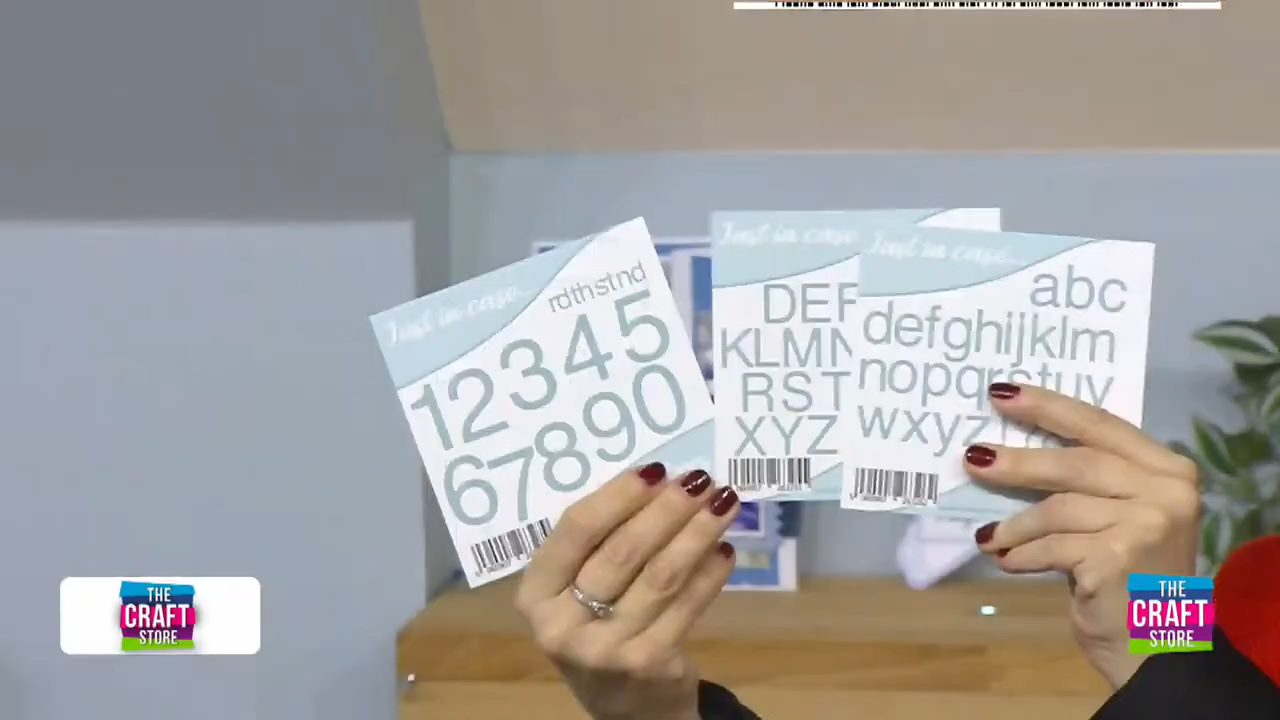 Just in case...
rdthstnd
12345
67890
Just in case
DEF
KLMN
RST
XYZ
Just in case...
abc
defghijklm
nopqrstuv
wxyz
THE
CRAFT
STORE
THE
CRAFT
STORE